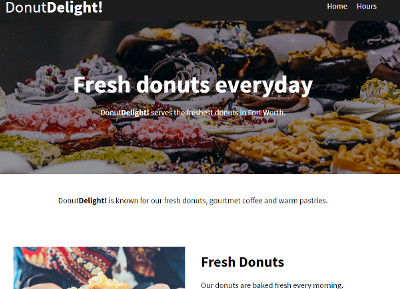 DonutDelight!
Home Hours
Fresh donuts everyday
DonutDelight! serves the freshest donuts in Fort Worth.
DonutDelight! is known for our fresh donuts, gourtmet coffee and warm pastries.
Fresh Donuts
Our donuts are baked fresh every morning.